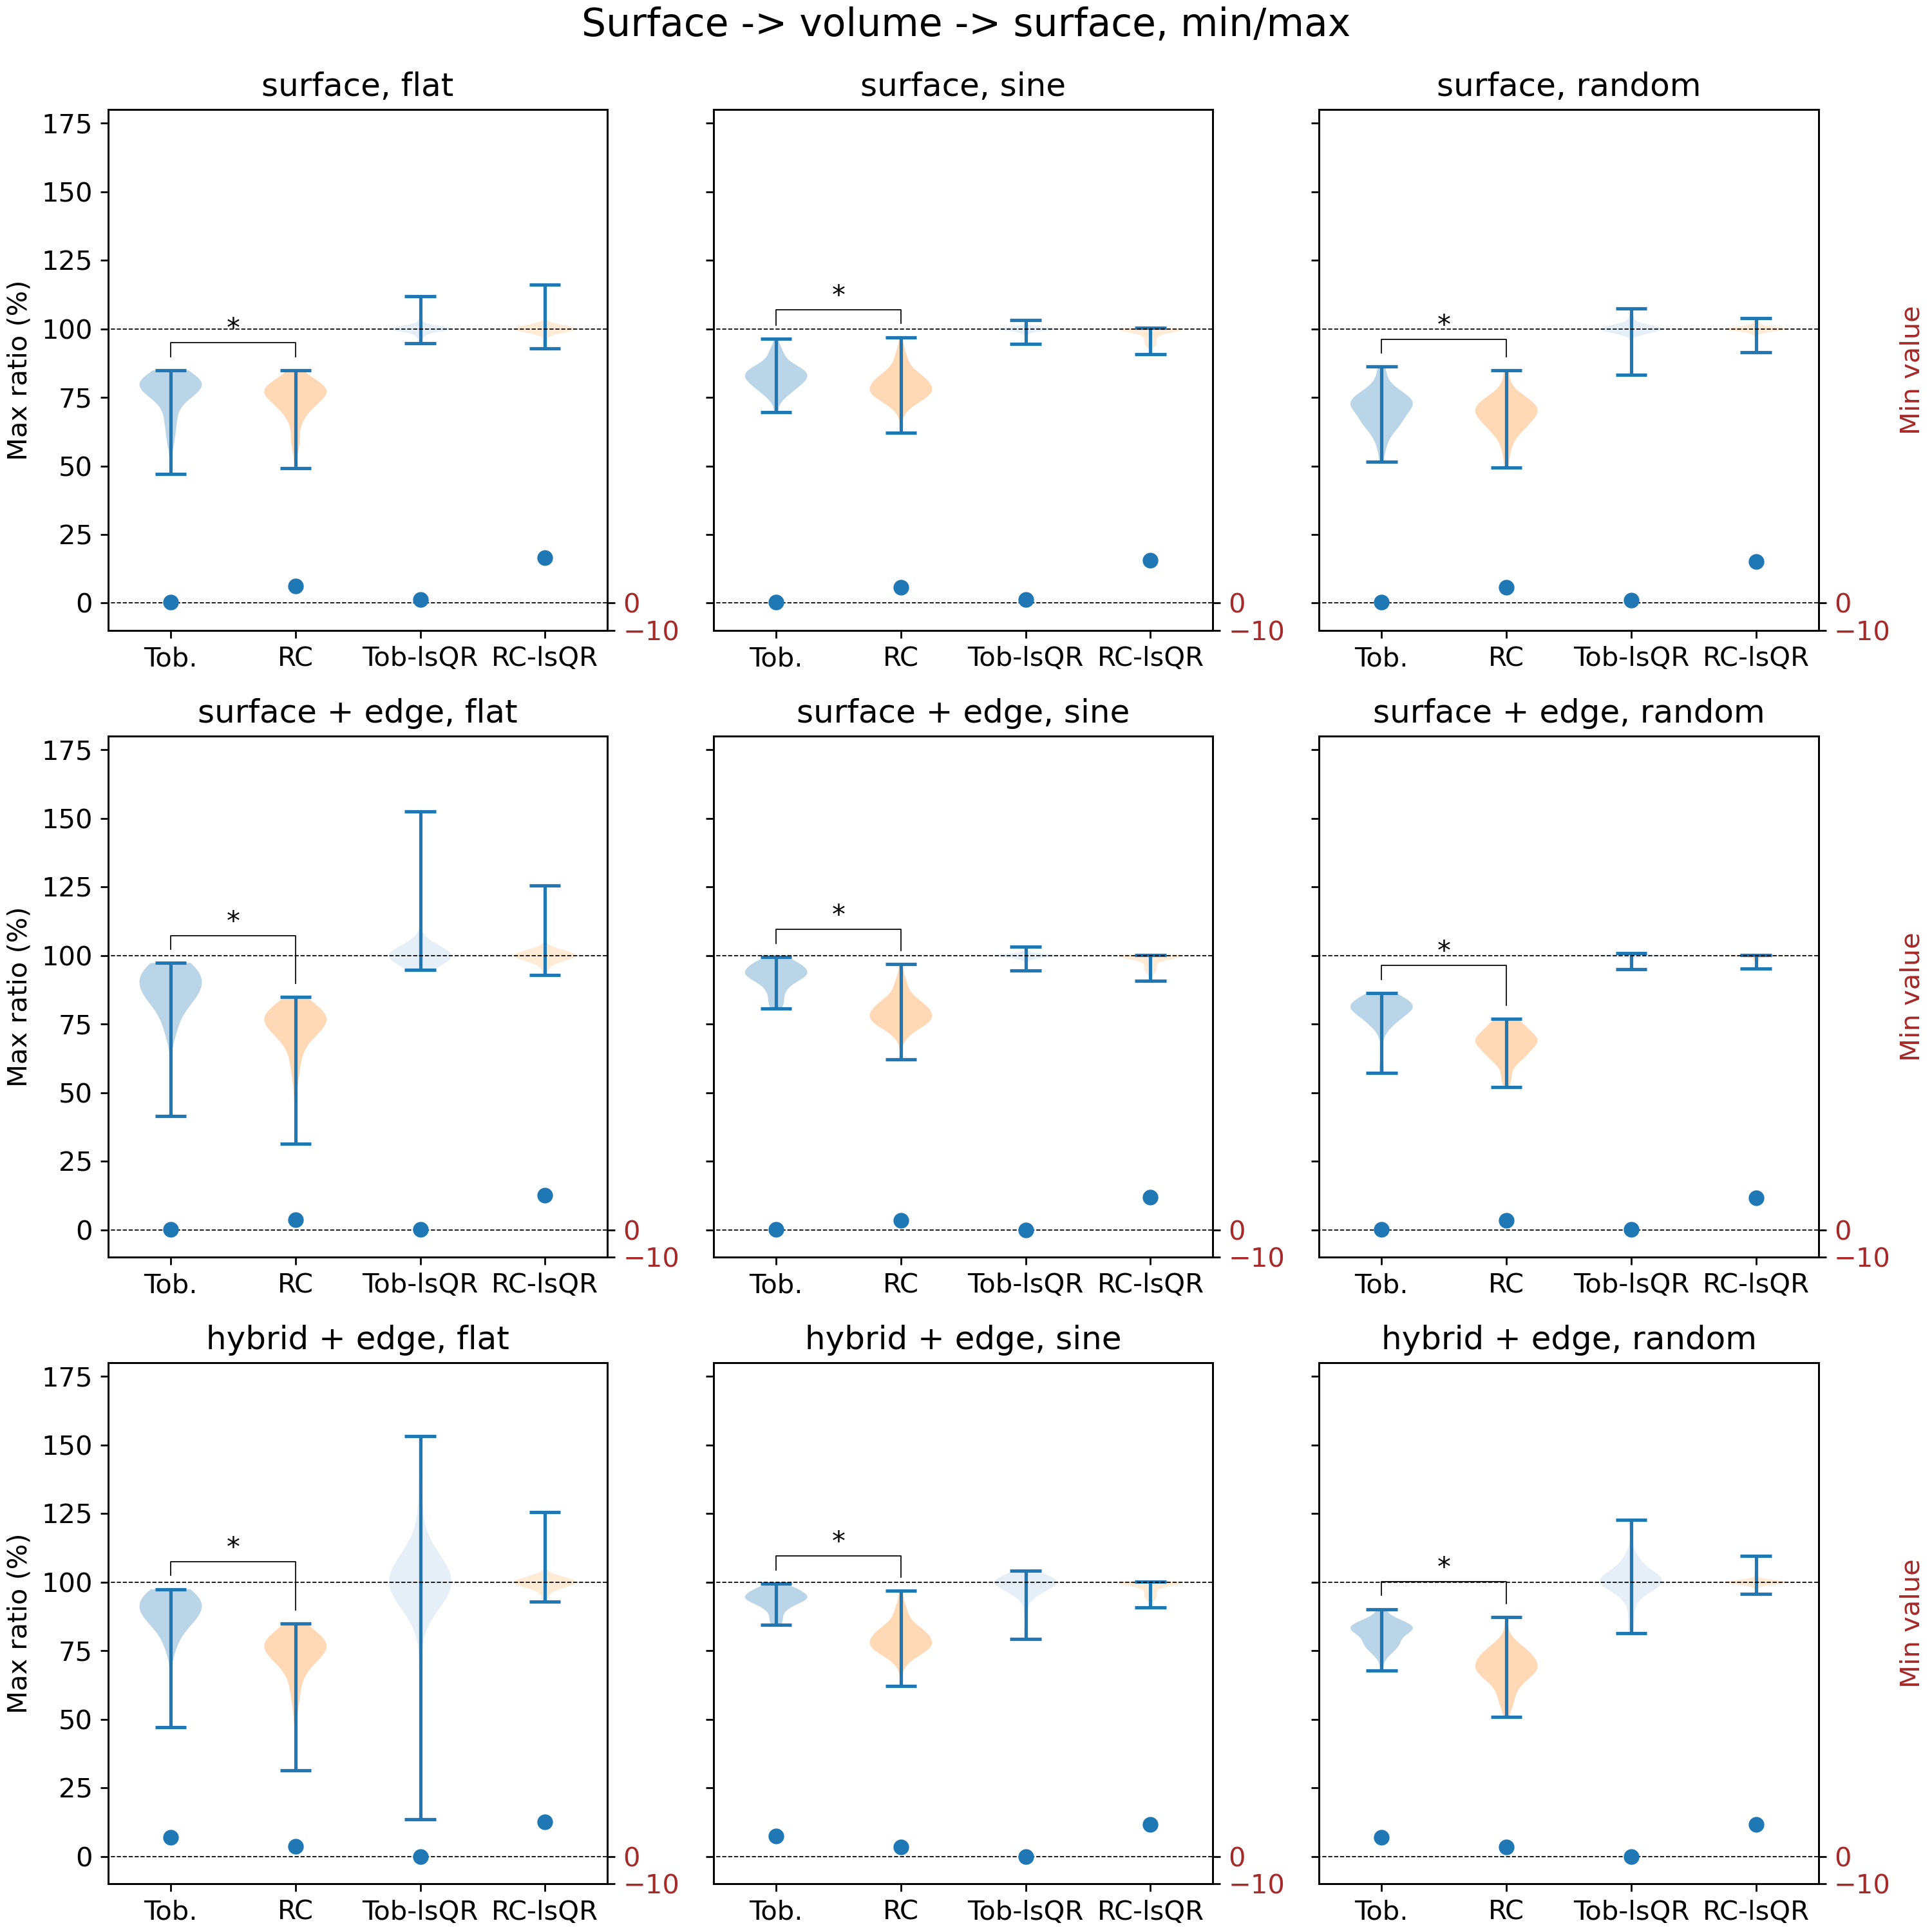 Surface -> volume -> surface, min/max
surface, flat
surface, sine
surface, random
175
150
125
100
75
50
25
0
Max ratio (%)
*
*
*
0
−10
0
−10
0
−10
Min value
Tob. RC Tob-lsQR RC-lsQR
Tob. RC Tob-lsQR RC-lsQR
Tob. RC Tob-lsQR RC-lsQR
surface + edge, flat
surface + edge, sine
surface + edge, random
175
150
125
100
75
50
25
0
Max ratio (%)
*
*
*
0
−10
0
−10
0
−10
Min value
Tob. RC Tob-lsQR RC-lsQR
Tob. RC Tob-lsQR RC-lsQR
Tob. RC Tob-lsQR RC-lsQR
hybrid + edge, flat
hybrid + edge, sine
hybrid + edge, random
175
150
125
100
75
50
25
0
Max ratio (%)
*
*
*
0
−10
0
−10
0
−10
Min value
Tob. RC Tob-lsQR RC-lsQR
Tob. RC Tob-lsQR RC-lsQR
Tob. RC Tob-lsQR RC-lsQR